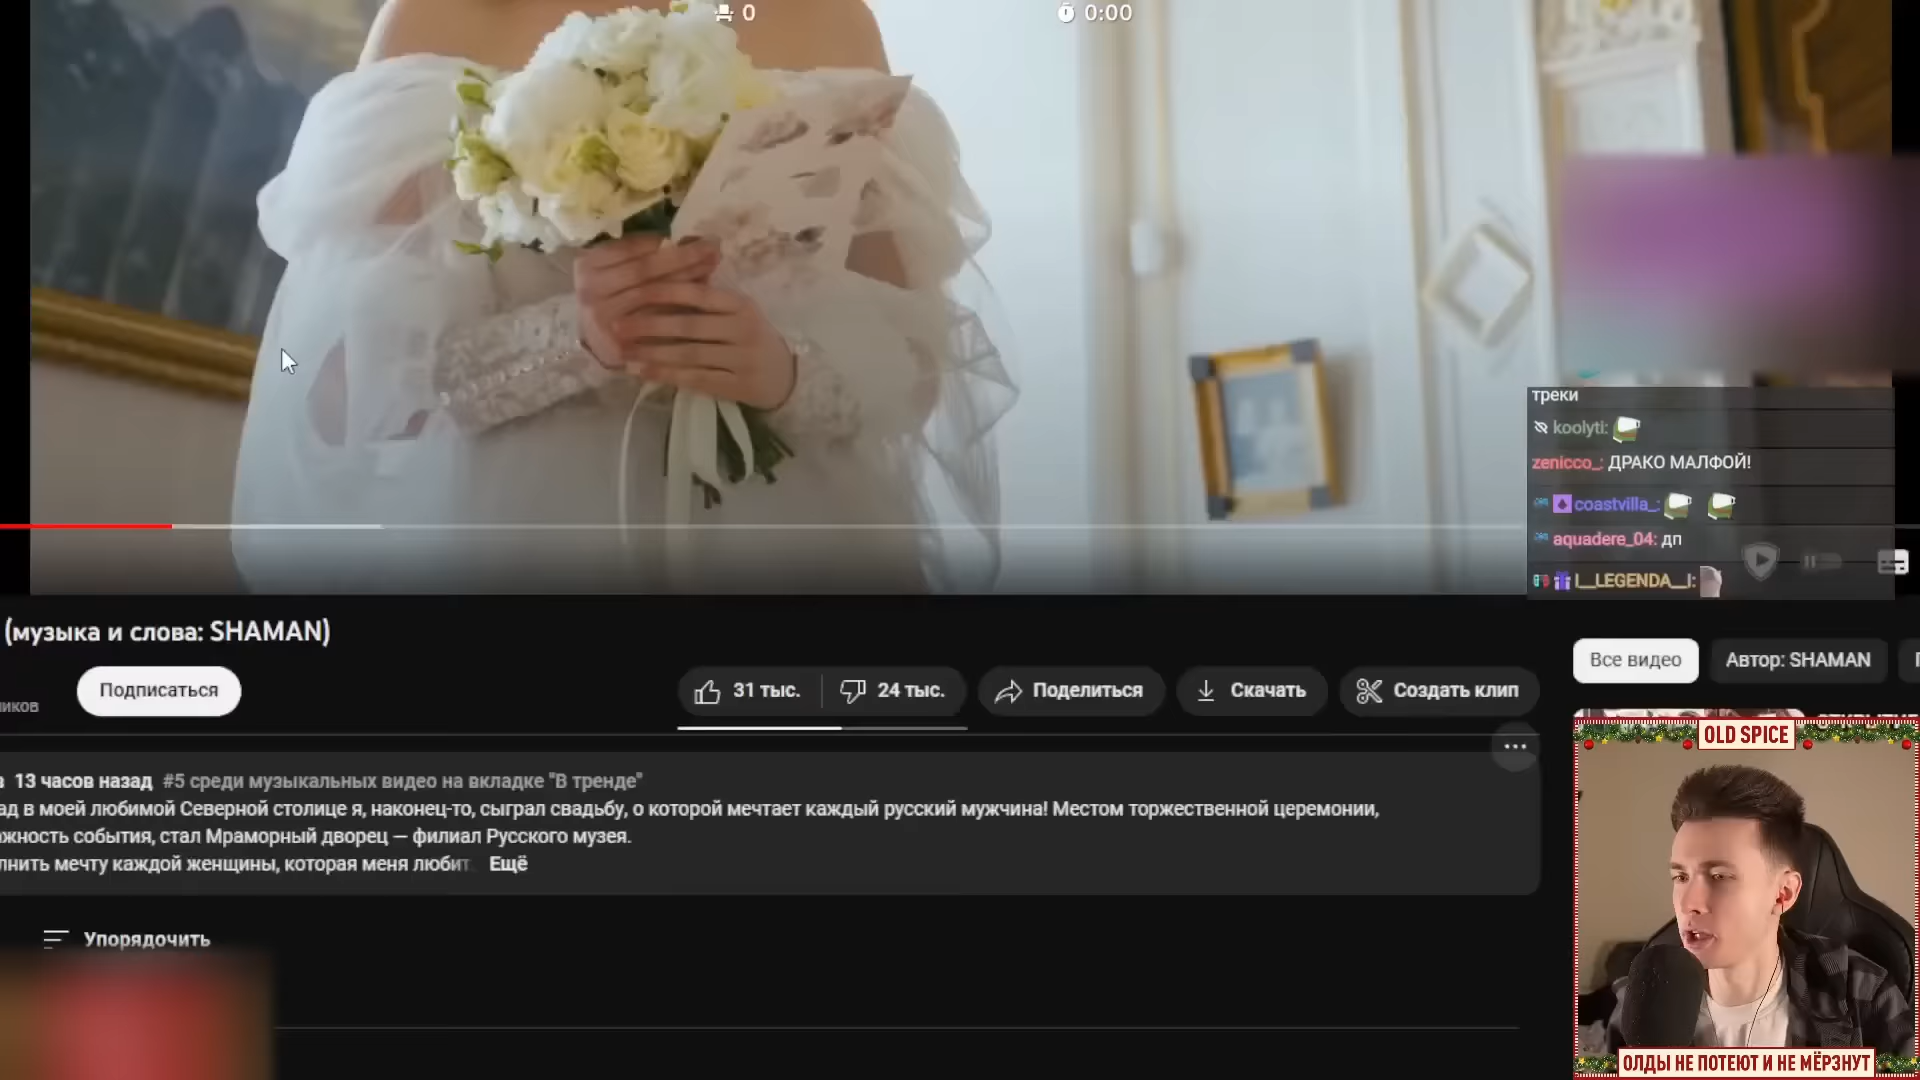 0
0:00
треки
koolyti:
zenicco_: ДРАКО МАЛФОЙ!
coastvilla_:
aquadere_04: дп
I__LEGENDA__I:
(музыка и слова: SHAMAN)
Подписаться
31 тыс.
24 тыс.
Поделиться
Скачать
Создать клип
Все видео
Автор: SHAMAN
13 часов назад #5 среди музыкальных видео на вкладке "В тренде"
ад в моей любимой Северной столице я, наконец-то, сыграл свадьбу, о которой мечтает каждый русский мужчина! Местом торжественной церемонии,
ажность события, стал Мраморный дворец — филиал Русского музея.
лнить мечту каждой женщины, которая меня любит Ещё
Упорядочить
OLD SPICE
ОЛДЫ НЕ ПОТЕЮТ И НЕ МЁРЗНУТ